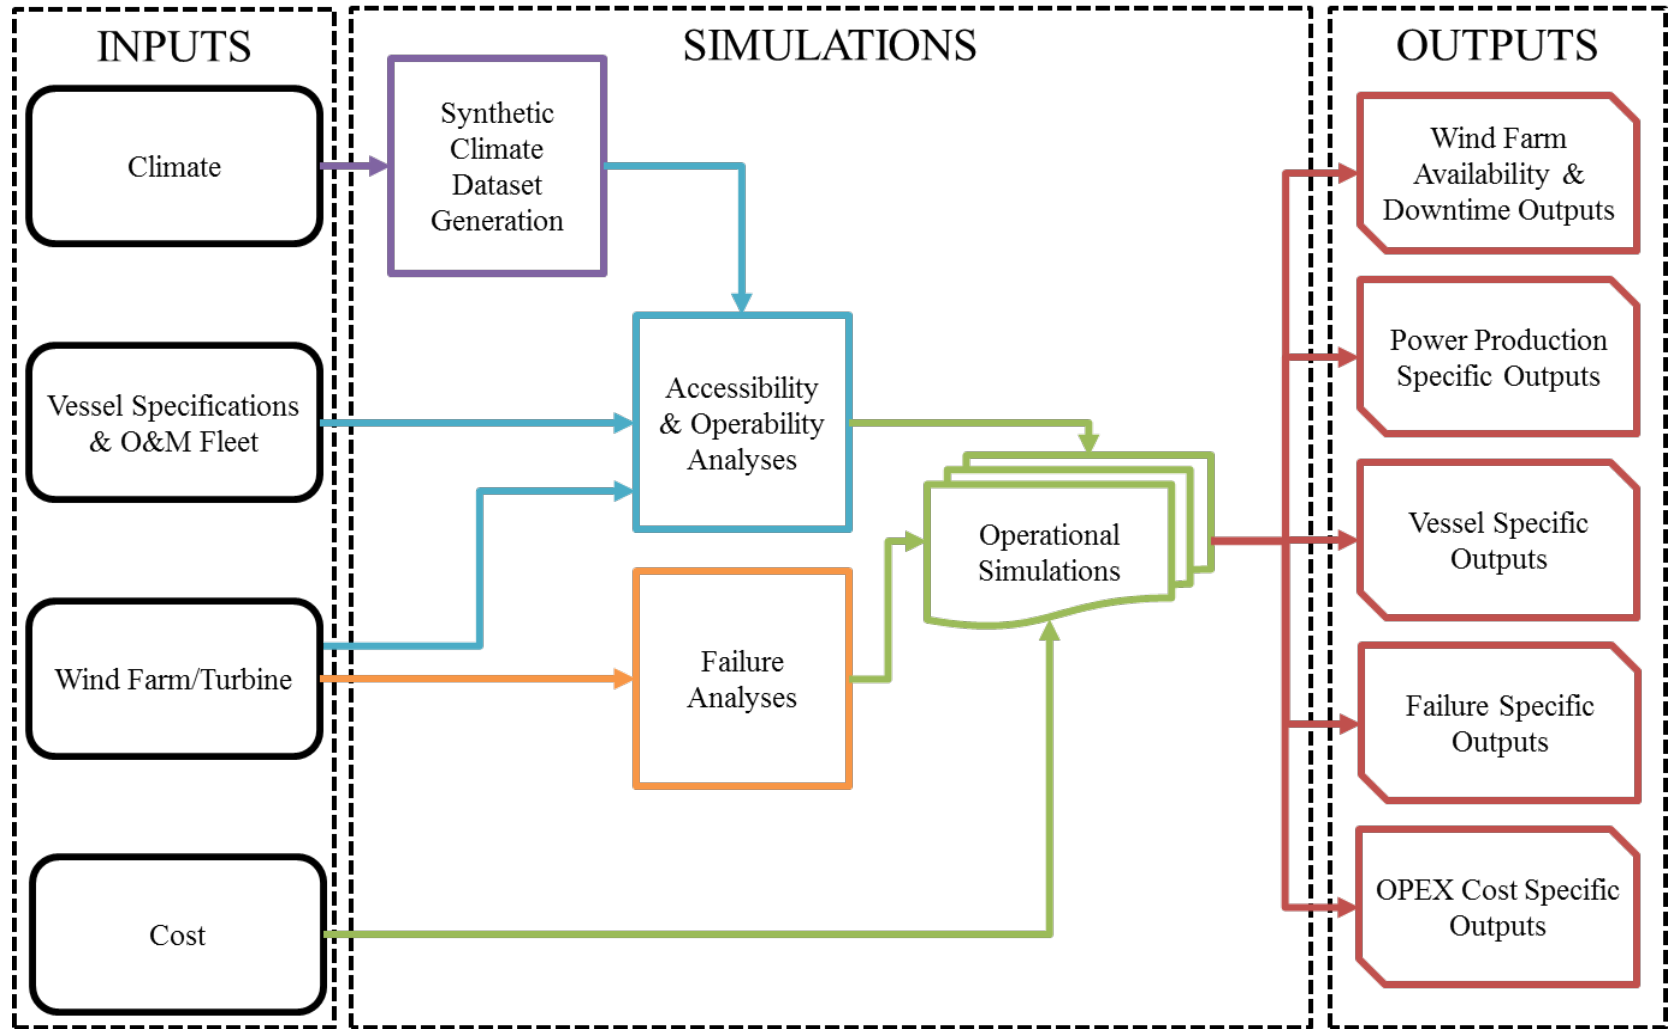 INPUTS
Climate
Vessel Specifications
& O&M Fleet
Wind Farm/Turbine
Cost
SIMULATIONS
Synthetic
Climate
Dataset
Generation
Accessibility
& Operability
Analyses
Failure
Analyses
Operational
Simulations
OUTPUTS
Wind Farm
Availability &
Downtime Outputs
Power Production
Specific Outputs
Vessel Specific
Outputs
Failure Specific
Outputs
OPEX Cost Specific
Outputs